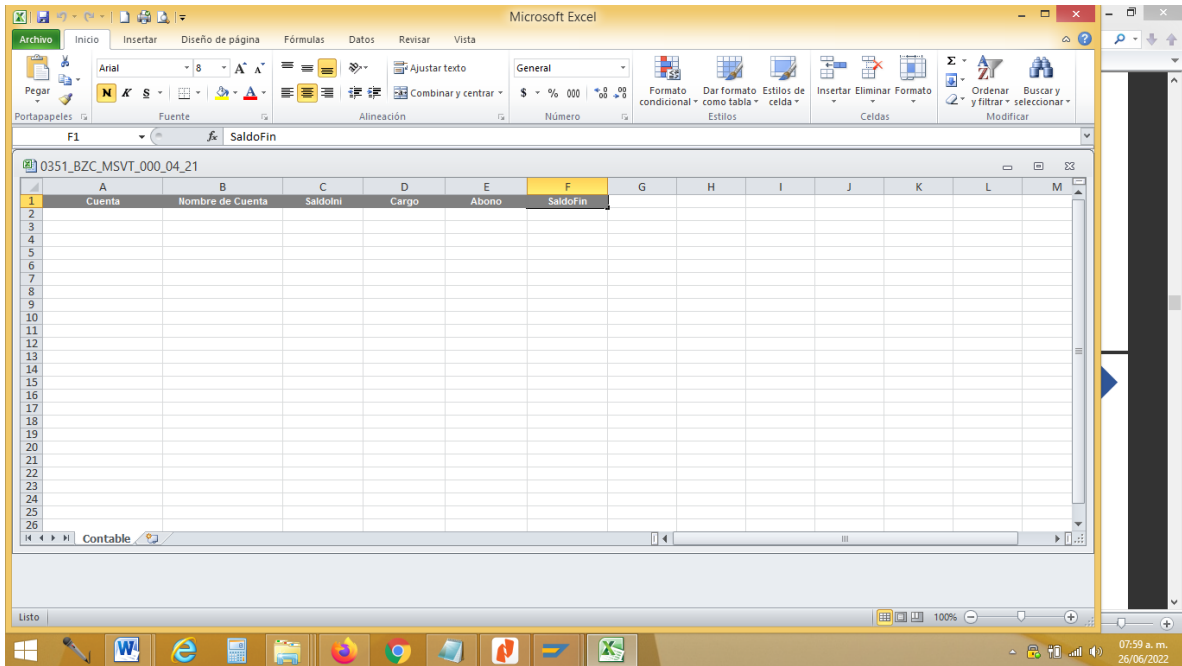 Microsoft Excel
Archivo Inicio Insertar Diseño de página Fórmulas Datos Revisar Vista
Pegar
Arial 8 A A
N K S A
Ajustar texto
Combinar y centrar
General
$ % 000
Formato condicional
Dar formato como tabla
Estilos de celda
Insertar Eliminar Formato
Σ
Ordenar y filtrar
Buscar y seleccionar
Portapapeles Fuente Alineación Número Estilos Celdas Modificar
F1 fx SaldoFin
0351_BZC_MSVT_000_04_21
A B C D E F G H I J K L M
1 Cuenta Nombre de Cuenta SaldoIni Cargo Abono SaldoFin
2
3
4
5
6
7
8
9
10
11
12
13
14
15
16
17
18
19
20
21
22
23
24
25
26
Contable
Listo 100%
07:59 a. m.
26/06/2022